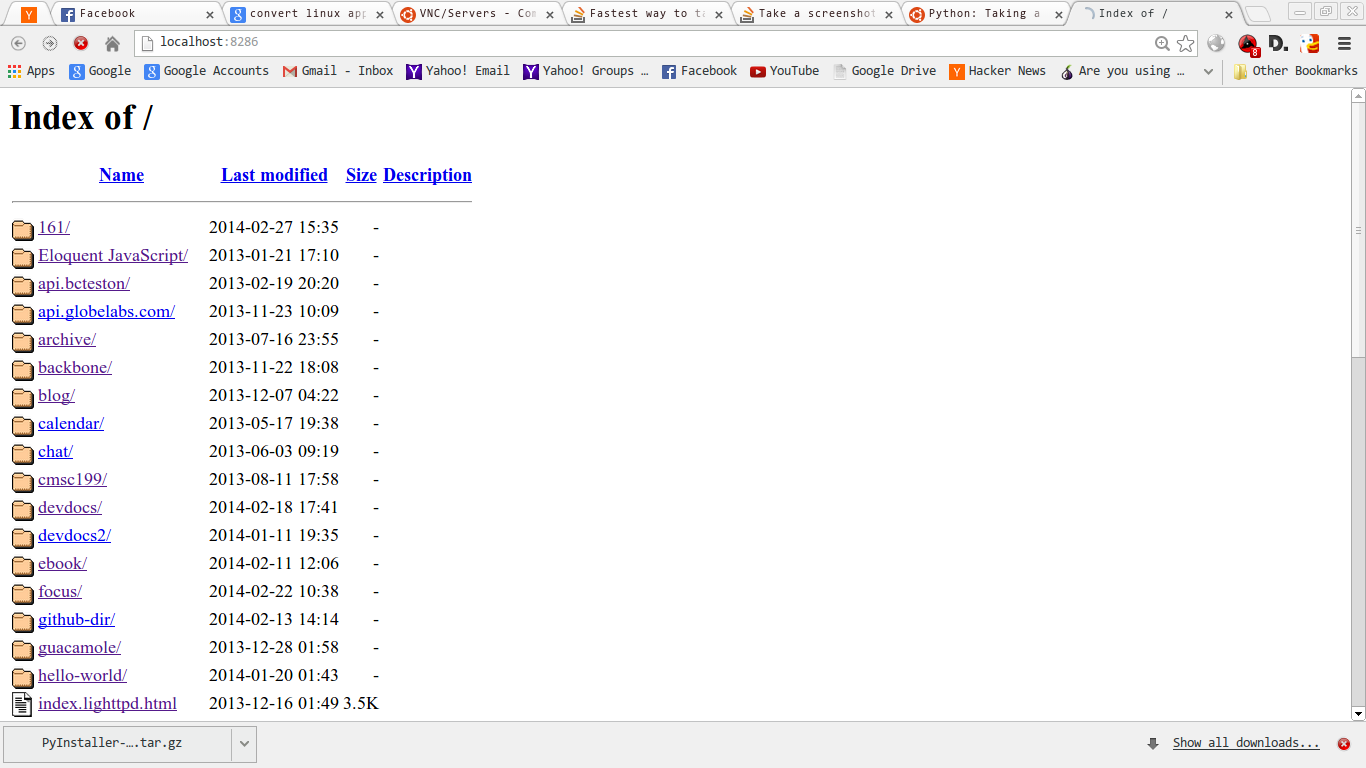 Facebook convert linux app VNC/Servers - Com Fastest way to ta Take a screenshot Python: Taking a Index of /
localhost:8286 8 D.
Apps Google Google Accounts Gmail - Inbox Yahoo! Email Yahoo! Groups … Facebook YouTube Google Drive Hacker News Are you using … Other Bookmarks
Index of /
Name Last modified Size Description
161/ 2014-02-27 15:35 -
Eloquent JavaScript/ 2013-01-21 17:10 -
api.bcteston/ 2013-02-19 20:20 -
api.globelabs.com/ 2013-11-23 10:09 -
archive/ 2013-07-16 23:55 -
backbone/ 2013-11-22 18:08 -
blog/ 2013-12-07 04:22 -
calendar/ 2013-05-17 19:38 -
chat/ 2013-06-03 09:19 -
cmsc199/ 2013-08-11 17:58 -
devdocs/ 2014-02-18 17:41 -
devdocs2/ 2014-01-11 19:35 -
ebook/ 2014-02-11 12:06 -
focus/ 2014-02-22 10:38 -
github-dir/ 2014-02-13 14:14 -
guacamole/ 2013-12-28 01:58 -
hello-world/ 2014-01-20 01:43 -
index.lighttpd.html 2013-12-16 01:49 3.5K
PyInstaller-….tar.gz Show all downloads...